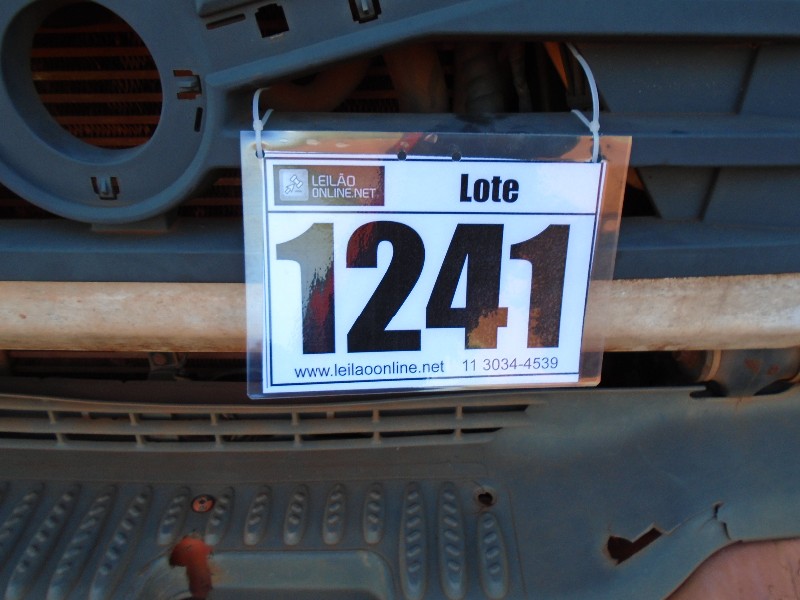 LEILÃO
ONLINE.NET
Lote
1241
www.leilaoonline.net 11 3034-4539